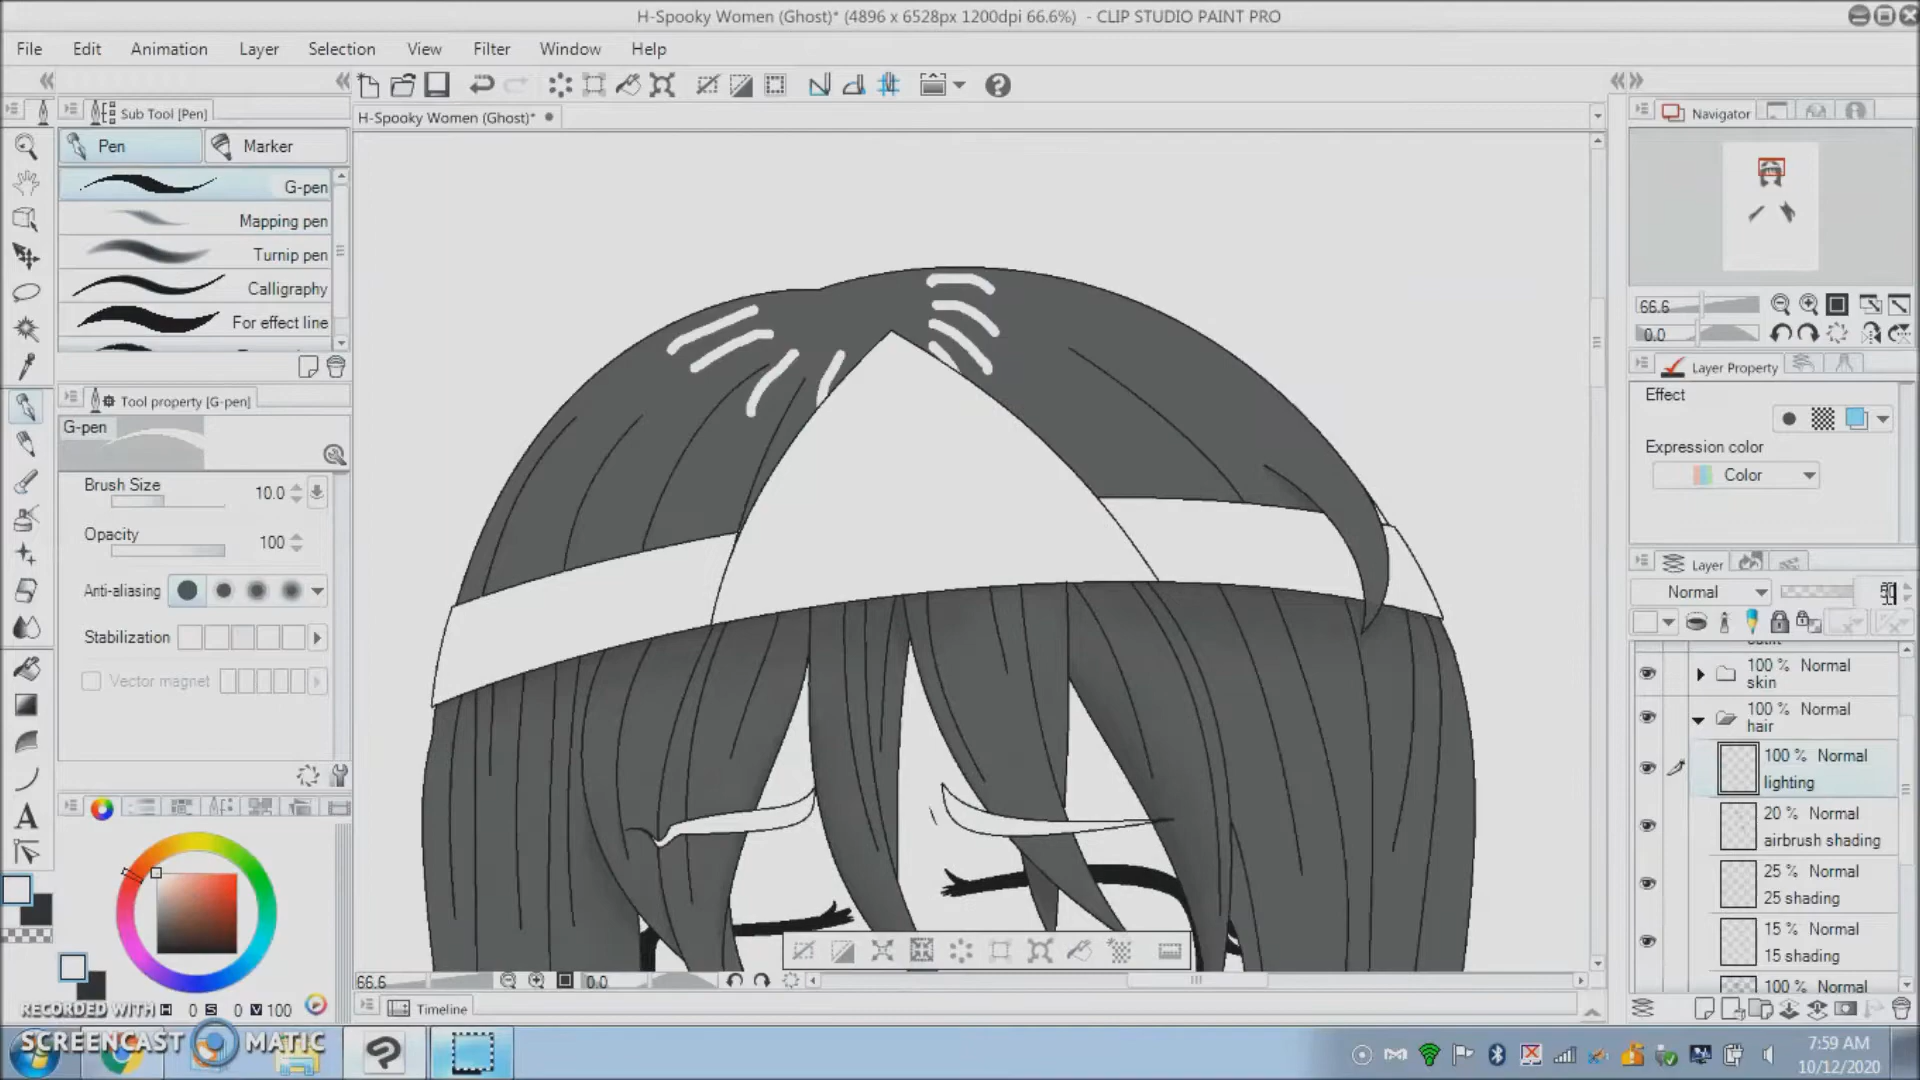 H-Spooky Women (Ghost)* (4896 x 6528px 1200dpi 66.6%) - CLIP STUDIO PAINT PRO
File Edit Animation Layer Selection View Filter Window Help
Sub Tool [Pen]
H-Spooky Women (Ghost)*
Navigator
Pen Marker
G-pen
Mapping pen
Turnip pen
Calligraphy
For effect line
66.6
0.0
Layer Property
Tool property [G-pen]
Effect
G-pen
Expression color
Color
Brush Size 10.0
Opacity 100
Anti-aliasing
Layer
Normal
Stabilization
Vector magnet
100 % Normal
skin
100 % Normal
hair
100 % Normal
lighting
20 % Normal
airbrush shading
25 % Normal
25 shading
15 % Normal
15 shading
100 % Normal
66.6 0.0
Timeline
H 0 S 0 V 100
RECORDED WITH
SCREENCAST MATIC
7:59 AM
10/12/2020